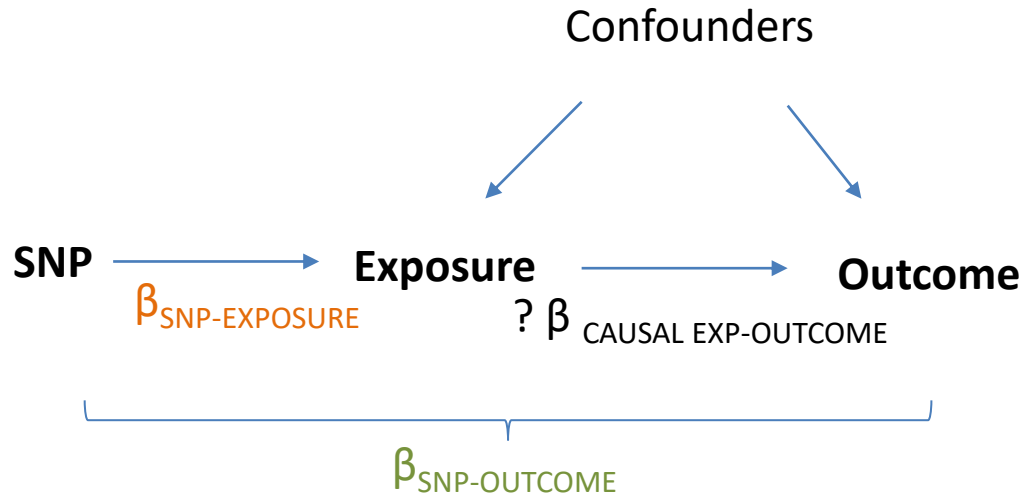 Confounders
SNP
Exposure
Outcome
βSNP-EXPOSURE
? β CAUSAL EXP-OUTCOME
βSNP-OUTCOME